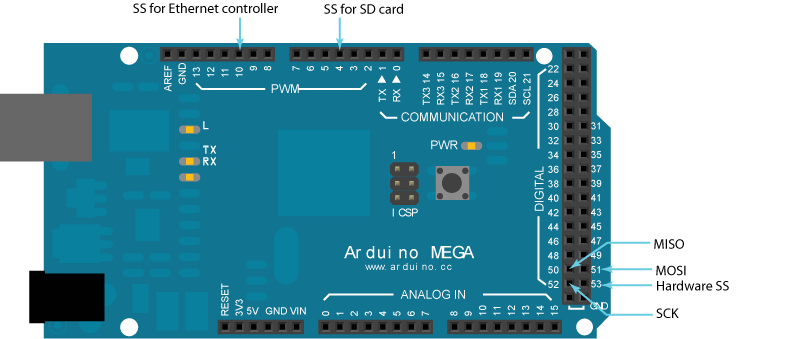 SS for Ethernet controller
SS for SD card
AREF
GND
13
12
11
10
9
8
7
6
5
4
3
2
TX ▶ 1
RX ▶ 0
TX3 14
RX3 15
TX2 16
RX2 17
TX1 18
RX1 19
SDA 20
SCL 21
PWM
COMMUNICATION
L
TX
RX
PWR
1
ICSP
DIGITAL
22
24
26
28
30 31
32 33
34 35
36 37
38 39
40 41
42 43
44 45
46 47
48 49
50 51
52 53
GND
MISO
MOSI
Hardware SS
SCK
Arduino MEGA
www.arduino.cc
RESET
3V3
5V
GND
VIN
ANALOG IN
0
1
2
3
4
5
6
7
8
9
10
11
12
13
14
15